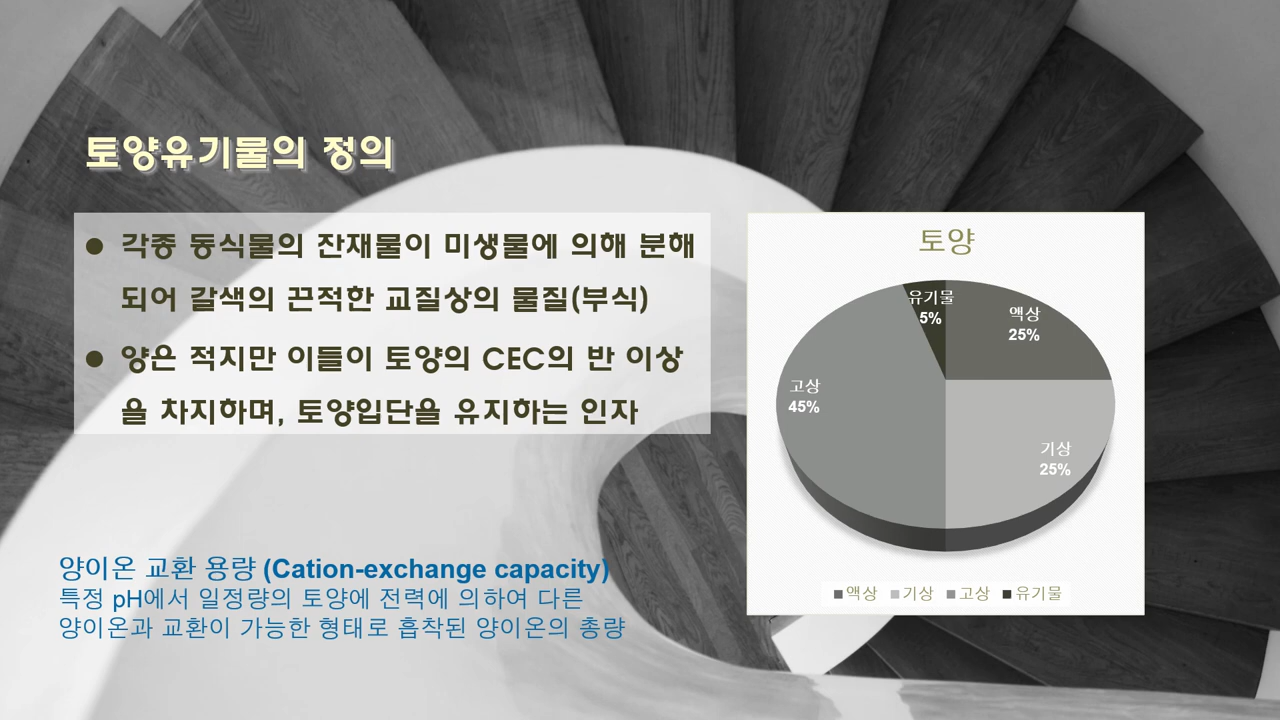 토양유기물의 정의
● 각종 동식물의 잔재물이 미생물에 의해 분해
되어 갈색의 끈적한 교질상의 물질(부식)
● 양은 적지만 이들이 토양의 CEC의 반 이상
을 차지하며, 토양입단을 유지하는 인자
양이온 교환 용량 (Cation-exchange capacity)
특정 pH에서 일정량의 토양에 전력에 의하여 다른
양이온과 교환이 가능한 형태로 흡착된 양이온의 총량
토양
유기물
5%
액상
25%
고상
45%
기상
25%
액상 기상 고상 유기물